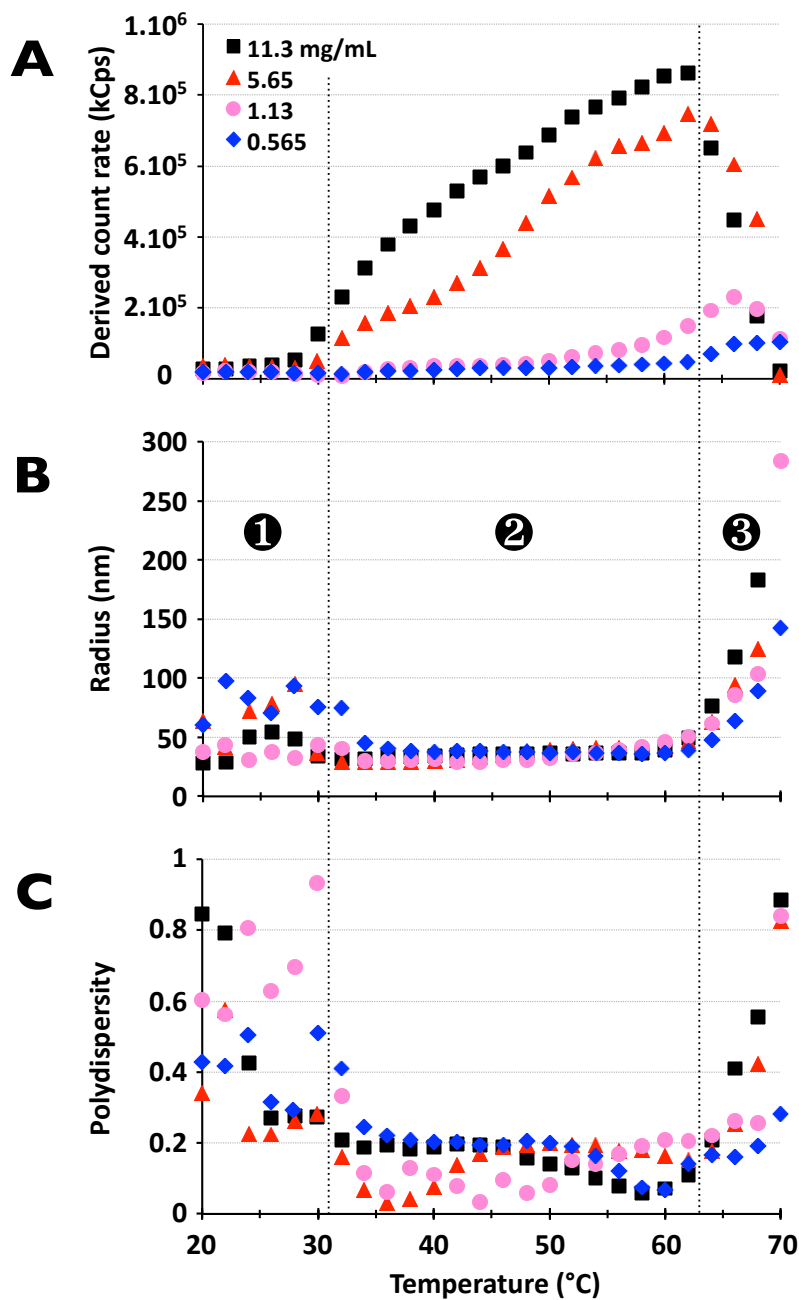 A
Derived count rate (kCps)
1.10⁶
8.10⁵
6.10⁵
4.10⁵
2.10⁵
0
11.3 mg/mL
5.65
1.13
0.565
B
Radius (nm)
300
250
200
150
100
50
0
❶ ❷ ❸
C
Polydispersity
1
0.8
0.6
0.4
0.2
0
20 30 40 50 60 70
Temperature (°C)